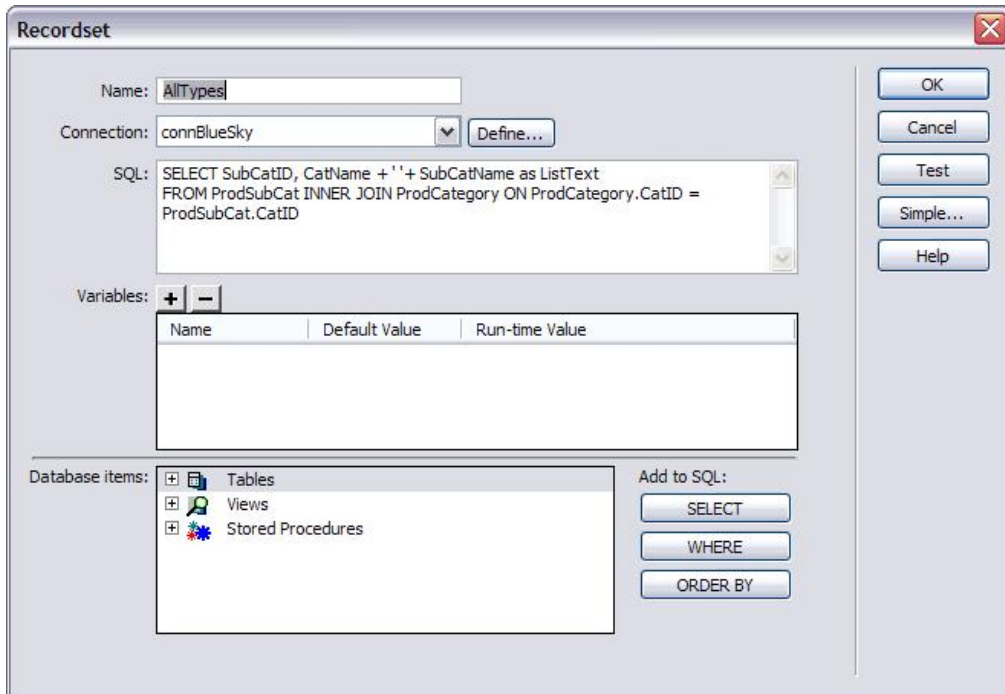 Recordset
Name: AllTypes
OK
Connection: connBlueSky Define...
Cancel
SQL: SELECT SubCatID, CatName +' '+ SubCatName as ListText
FROM ProdSubCat INNER JOIN ProdCategory ON ProdCategory.CatID =
ProdSubCat.CatID
Test
Simple...
Help
Variables: + −
Name Default Value Run-time Value
Database items: Tables
Views
Stored Procedures
Add to SQL:
SELECT
WHERE
ORDER BY